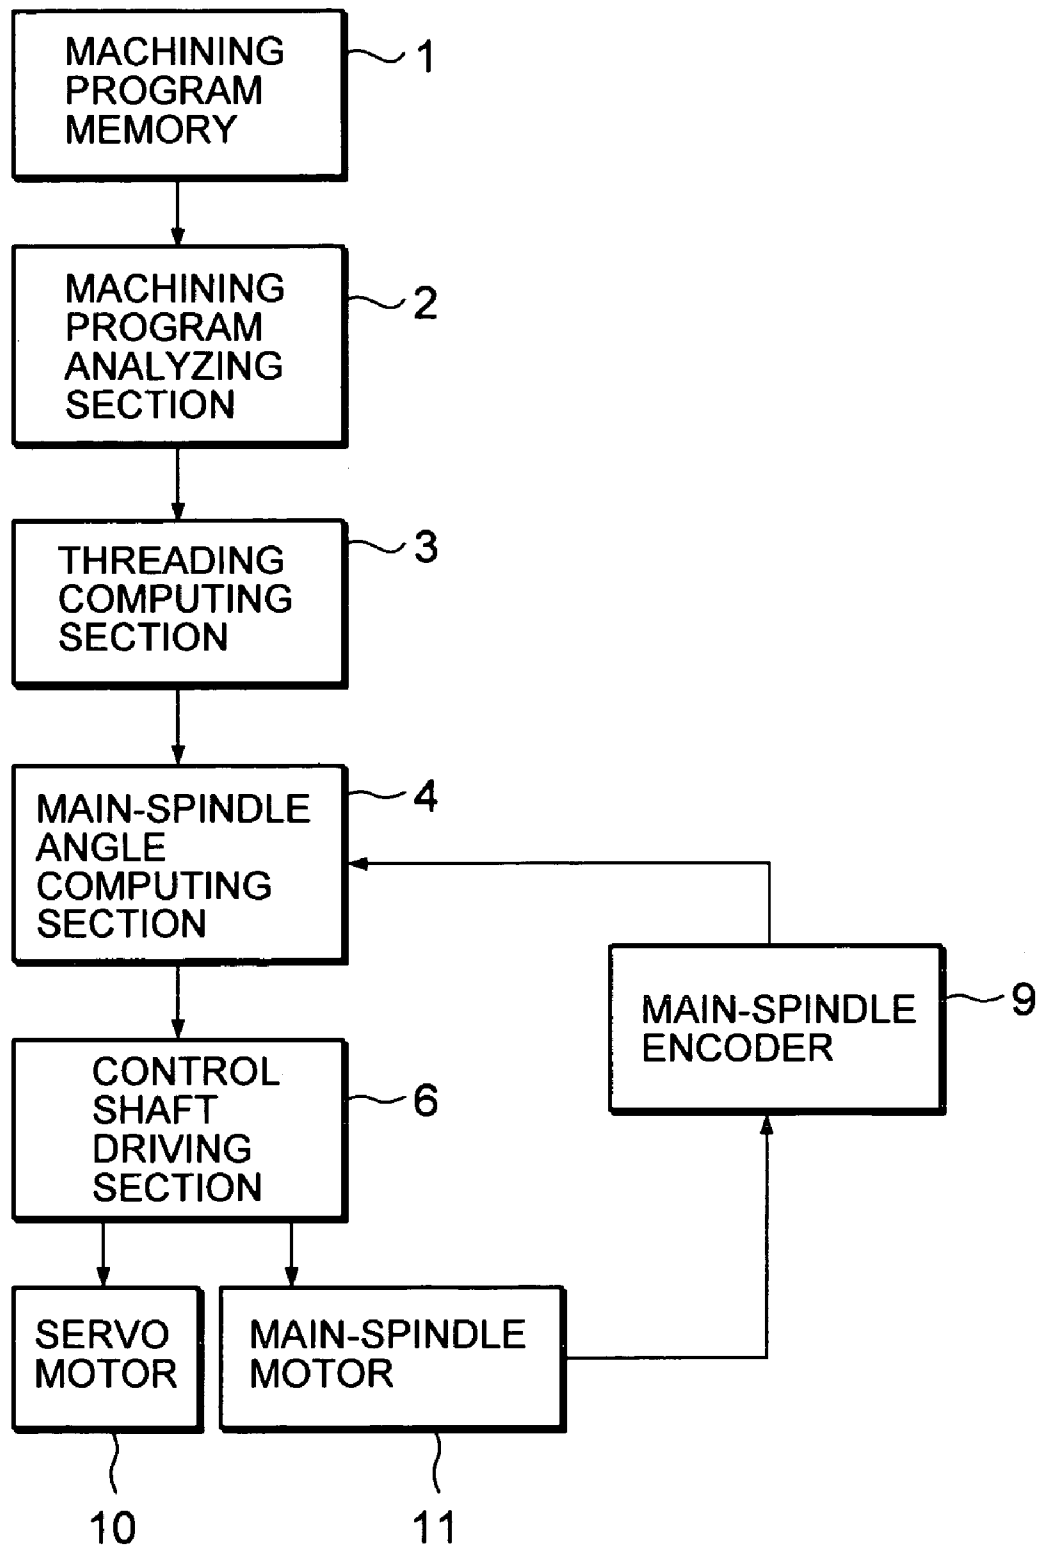 MACHINING
PROGRAM
MEMORY
1
MACHINING
PROGRAM
ANALYZING
SECTION
2
THREADING
COMPUTING
SECTION
3
MAIN-SPINDLE
ANGLE
COMPUTING
SECTION
4
MAIN-SPINDLE
ENCODER
9
CONTROL
SHAFT
DRIVING
SECTION
6
SERVO
MOTOR
MAIN-SPINDLE
MOTOR
10
11